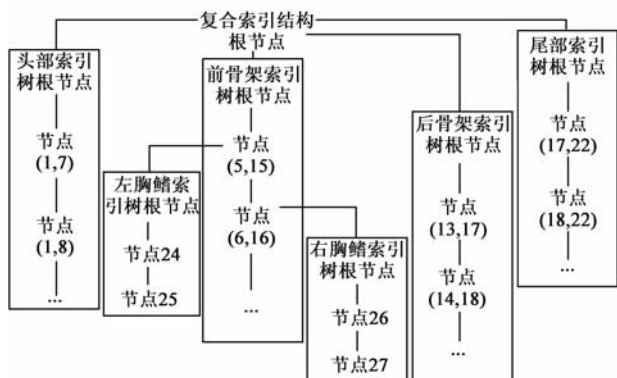 复合索引结构
根节点
头部索引
树根节点
节点
(1,7)
节点
(1,8)
...
左胸鳍索
引树根节点
节点24
节点25
前骨架索引
树根节点
节点
(5,15)
节点
(6,16)
...
右胸鳍索引
树根节点
节点26
节点27
后骨架索引
树根节点
节点
(13,17)
节点
(14,18)
...
尾部索引
树根节点
节点
(17,22)
节点
(18,22)
...